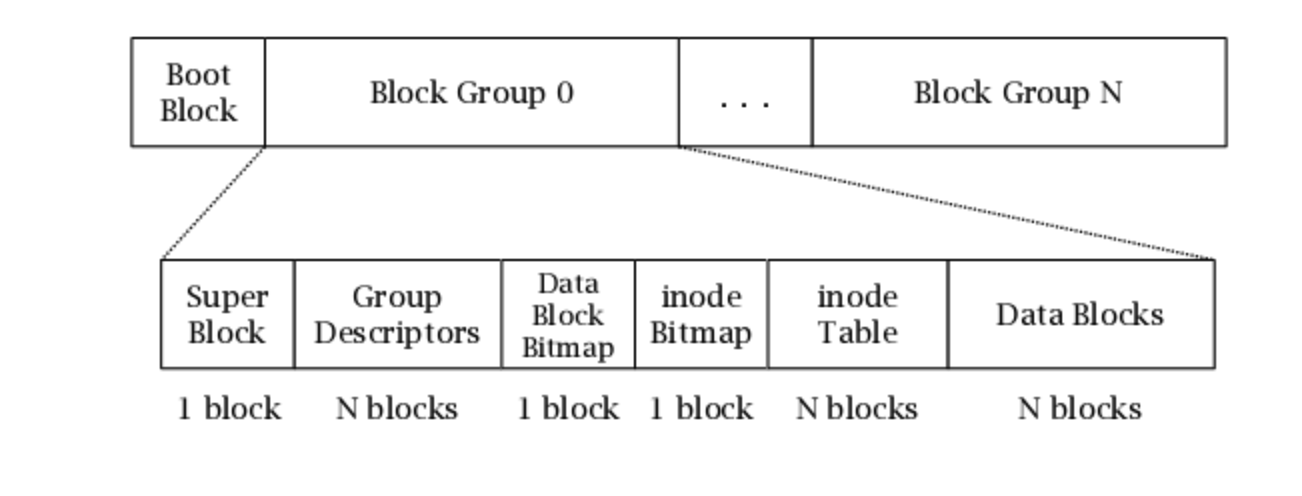 Boot
Block
Block Group 0
. . .
Block Group N
Super
Block
Group
Descriptors
Data
Block
Bitmap
inode
Bitmap
inode
Table
Data Blocks
1 block
N blocks
1 block
1 block
N blocks
N blocks